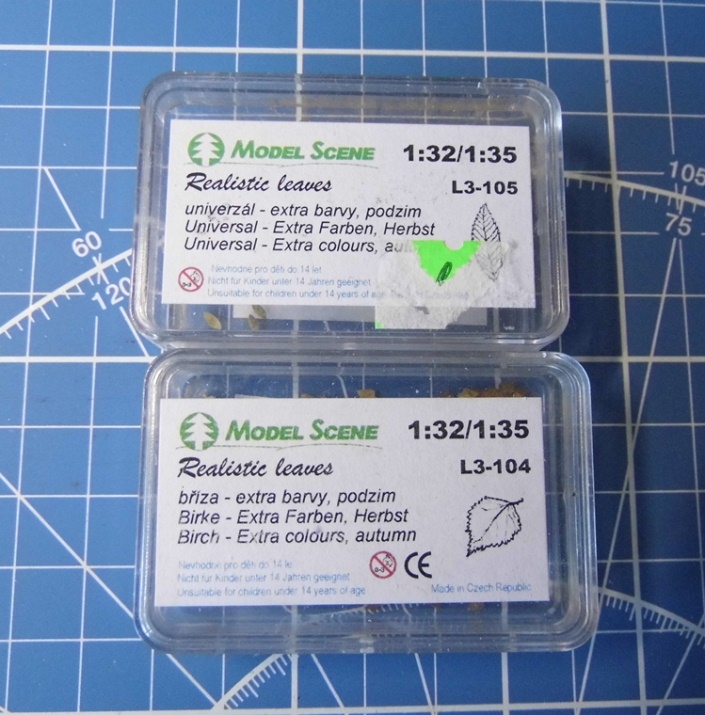 MODEL SCENE 1:32/1:35
Realistic leaves L3-105
univerzál - extra barvy, podzim
Universal - Extra Farben, Herbst
Universal - Extra colours,
Nevhodné pro děti do 14 let
Nicht für Kinder unter 14 Jahren geeignet
Unsuitable for children under 14 years of age
MODEL SCENE 1:32/1:35
Realistic leaves L3-104
bříza - extra barvy, podzim
Birke - Extra Farben, Herbst
Birch - Extra colours, autumn
Nevhodné pro děti do 14 let
Nicht für Kinder unter 14 Jahren geeignet
Unsuitable for children under 14 years of age
CE
Made in Czech Republic
60
120
105
75